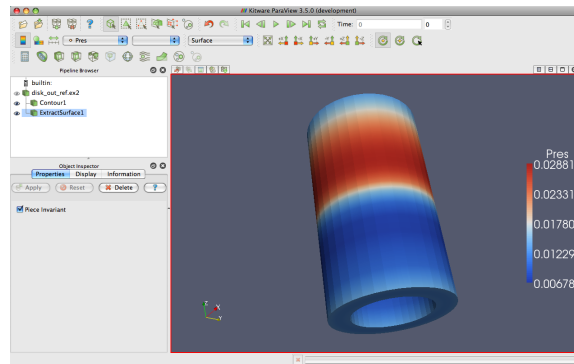 Kitware ParaView 3.5.0 (development)
Time: 0 0
Pres Surface
Pipeline Browser
builtin:
disk_out_ref.ex2
Contour1
ExtractSurface1
Object Inspector
Properties Display Information
Apply Reset Delete ?
Piece Invariant
Pres
0.02881
0.02331
0.01780
0.01229
0.00678
Z
X